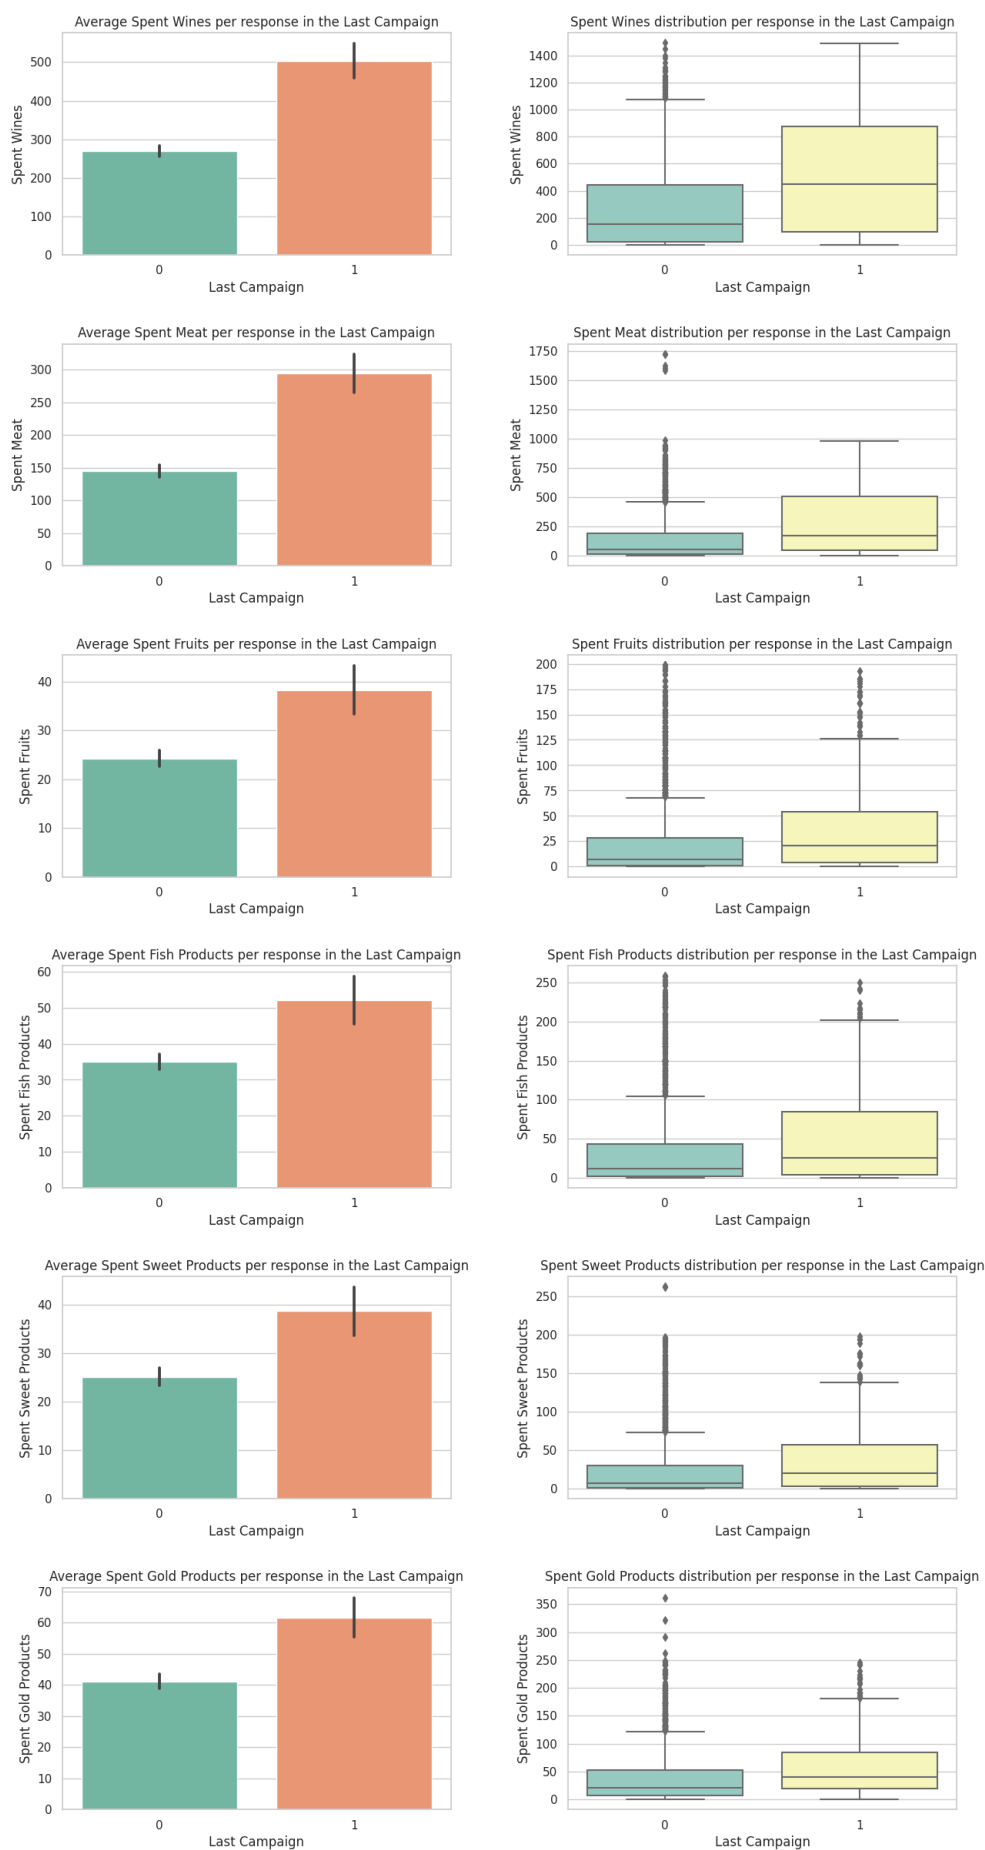 Average Spent Wines per response in the Last Campaign
Spent Wines
500
400
300
200
100
0
0 1
Last Campaign
Spent Wines distribution per response in the Last Campaign
Spent Wines
1400
1200
1000
800
600
400
200
0
0 1
Last Campaign
Average Spent Meat per response in the Last Campaign
Spent Meat
300
250
200
150
100
50
0
0 1
Last Campaign
Spent Meat distribution per response in the Last Campaign
Spent Meat
1750
1500
1250
1000
750
500
250
0
0 1
Last Campaign
Average Spent Fruits per response in the Last Campaign
Spent Fruits
40
30
20
10
0
0 1
Last Campaign
Spent Fruits distribution per response in the Last Campaign
Spent Fruits
200
175
150
125
100
75
50
25
0
0 1
Last Campaign
Average Spent Fish Products per response in the Last Campaign
Spent Fish Products
60
50
40
30
20
10
0
0 1
Last Campaign
Spent Fish Products distribution per response in the Last Campaign
Spent Fish Products
250
200
150
100
50
0
0 1
Last Campaign
Average Spent Sweet Products per response in the Last Campaign
Spent Sweet Products
40
30
20
10
0
0 1
Last Campaign
Spent Sweet Products distribution per response in the Last Campaign
Spent Sweet Products
250
200
150
100
50
0
0 1
Last Campaign
Average Spent Gold Products per response in the Last Campaign
Spent Gold Products
70
60
50
40
30
20
10
0
0 1
Last Campaign
Spent Gold Products distribution per response in the Last Campaign
Spent Gold Products
350
300
250
200
150
100
50
0
0 1
Last Campaign